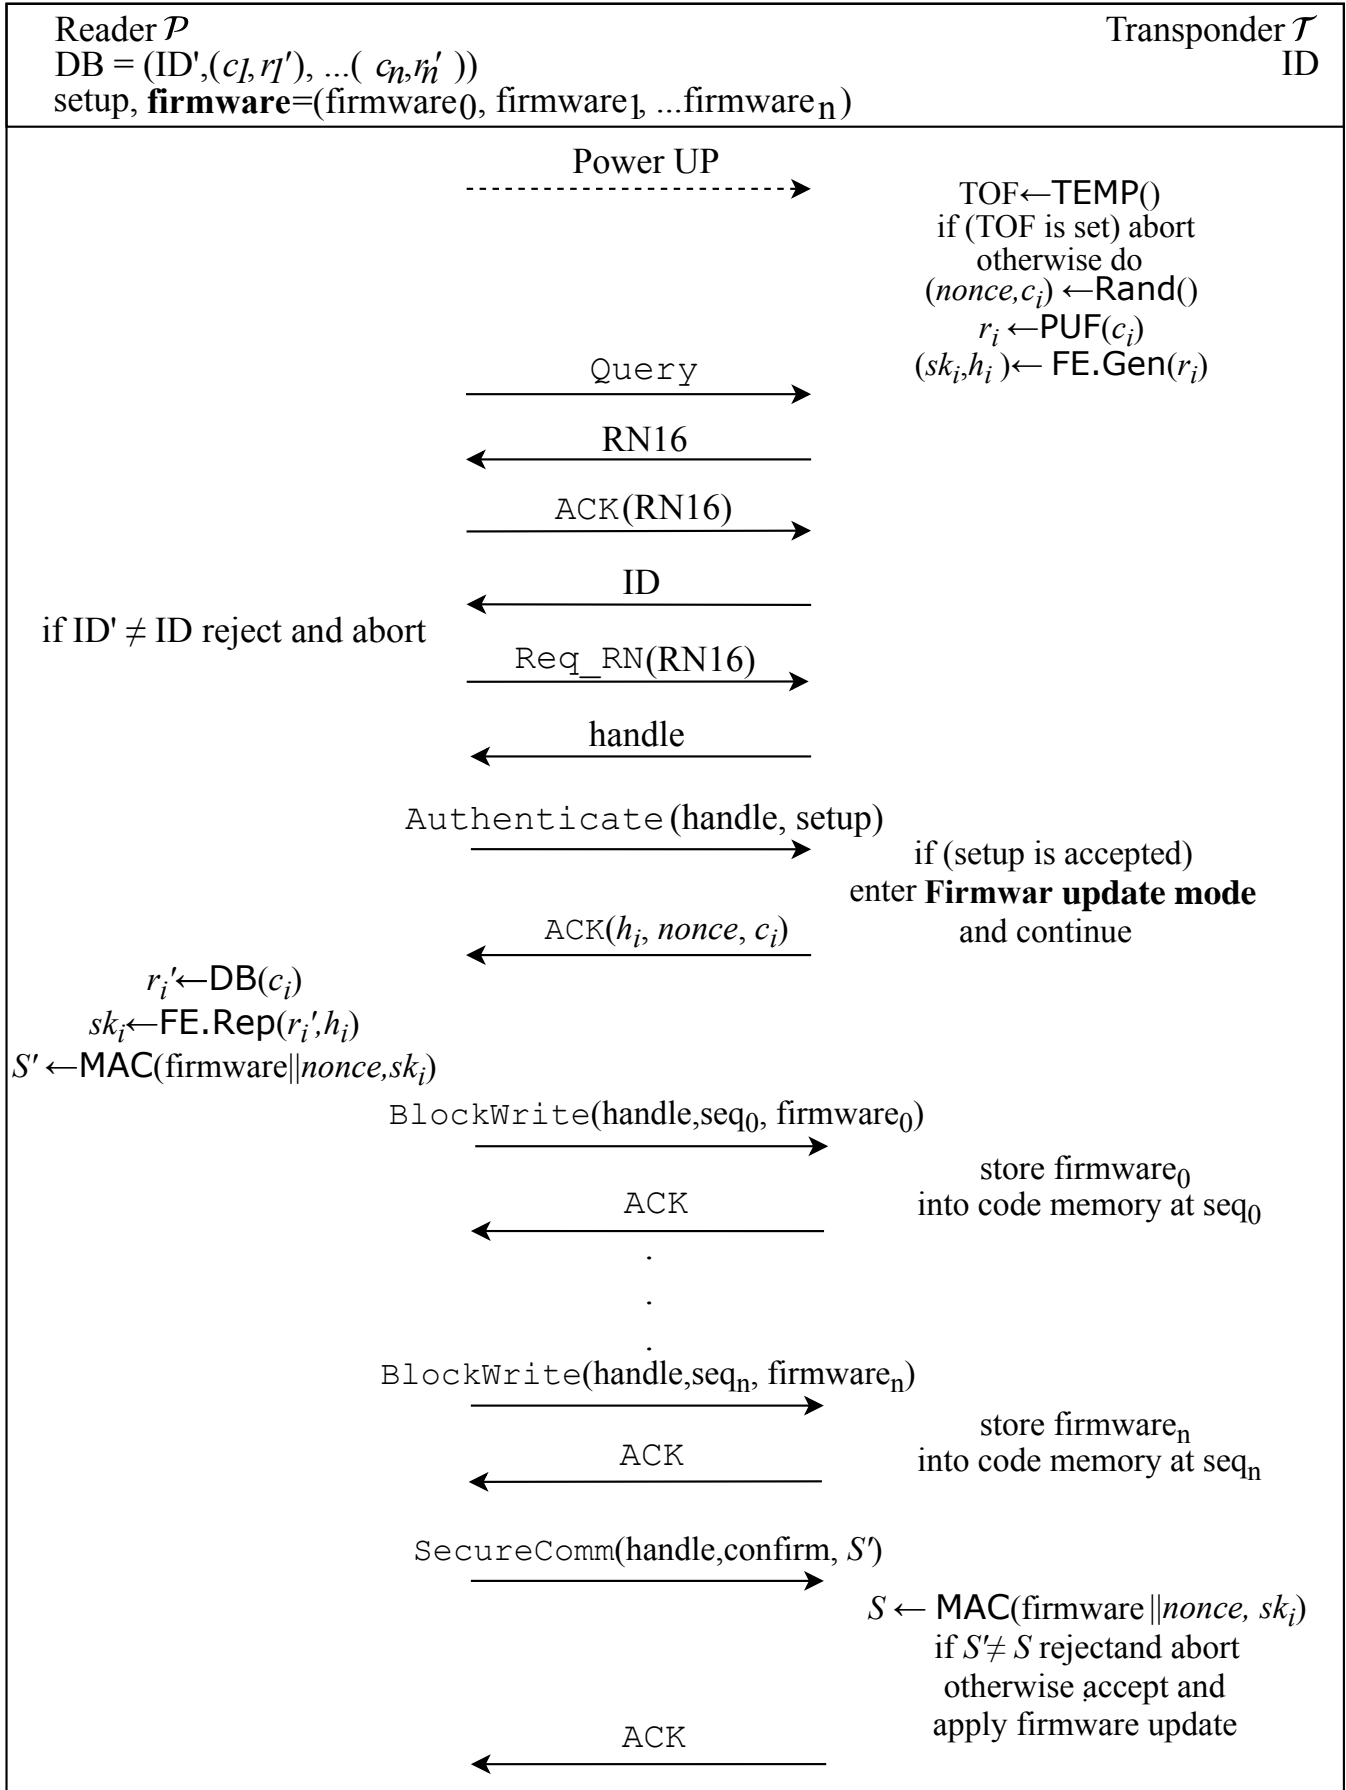 Reader 𝒫
Transponder 𝒯
DB = (ID',(c1,r1'), ...( cn,rn' ))
ID
setup, firmware=(firmware0, firmware1, ...firmwaren)
Power UP
TOF←TEMP()
if (TOF is set) abort
otherwise do
(nonce,ci) ←Rand()
ri ←PUF(ci)
(ski,hi )← FE.Gen(ri)
Query
RN16
ACK(RN16)
ID
if ID' ≠ ID reject and abort
Req_RN(RN16)
handle
Authenticate(handle, setup)
if (setup is accepted)
enter Firmwar update mode
and continue
ACK(hi, nonce, ci)
ri'←DB(ci)
ski←FE.Rep(ri',hi)
S' ←MAC(firmware||nonce,ski)
BlockWrite(handle,seq0, firmware0)
store firmware0
into code memory at seq0
ACK
.
.
.
BlockWrite(handle,seqn, firmwaren)
store firmwaren
into code memory at seqn
ACK
SecureComm(handle,confirm, S')
S ← MAC(firmware||nonce, ski)
if S'≠ S rejectand abort
otherwise accept and
apply firmware update
ACK